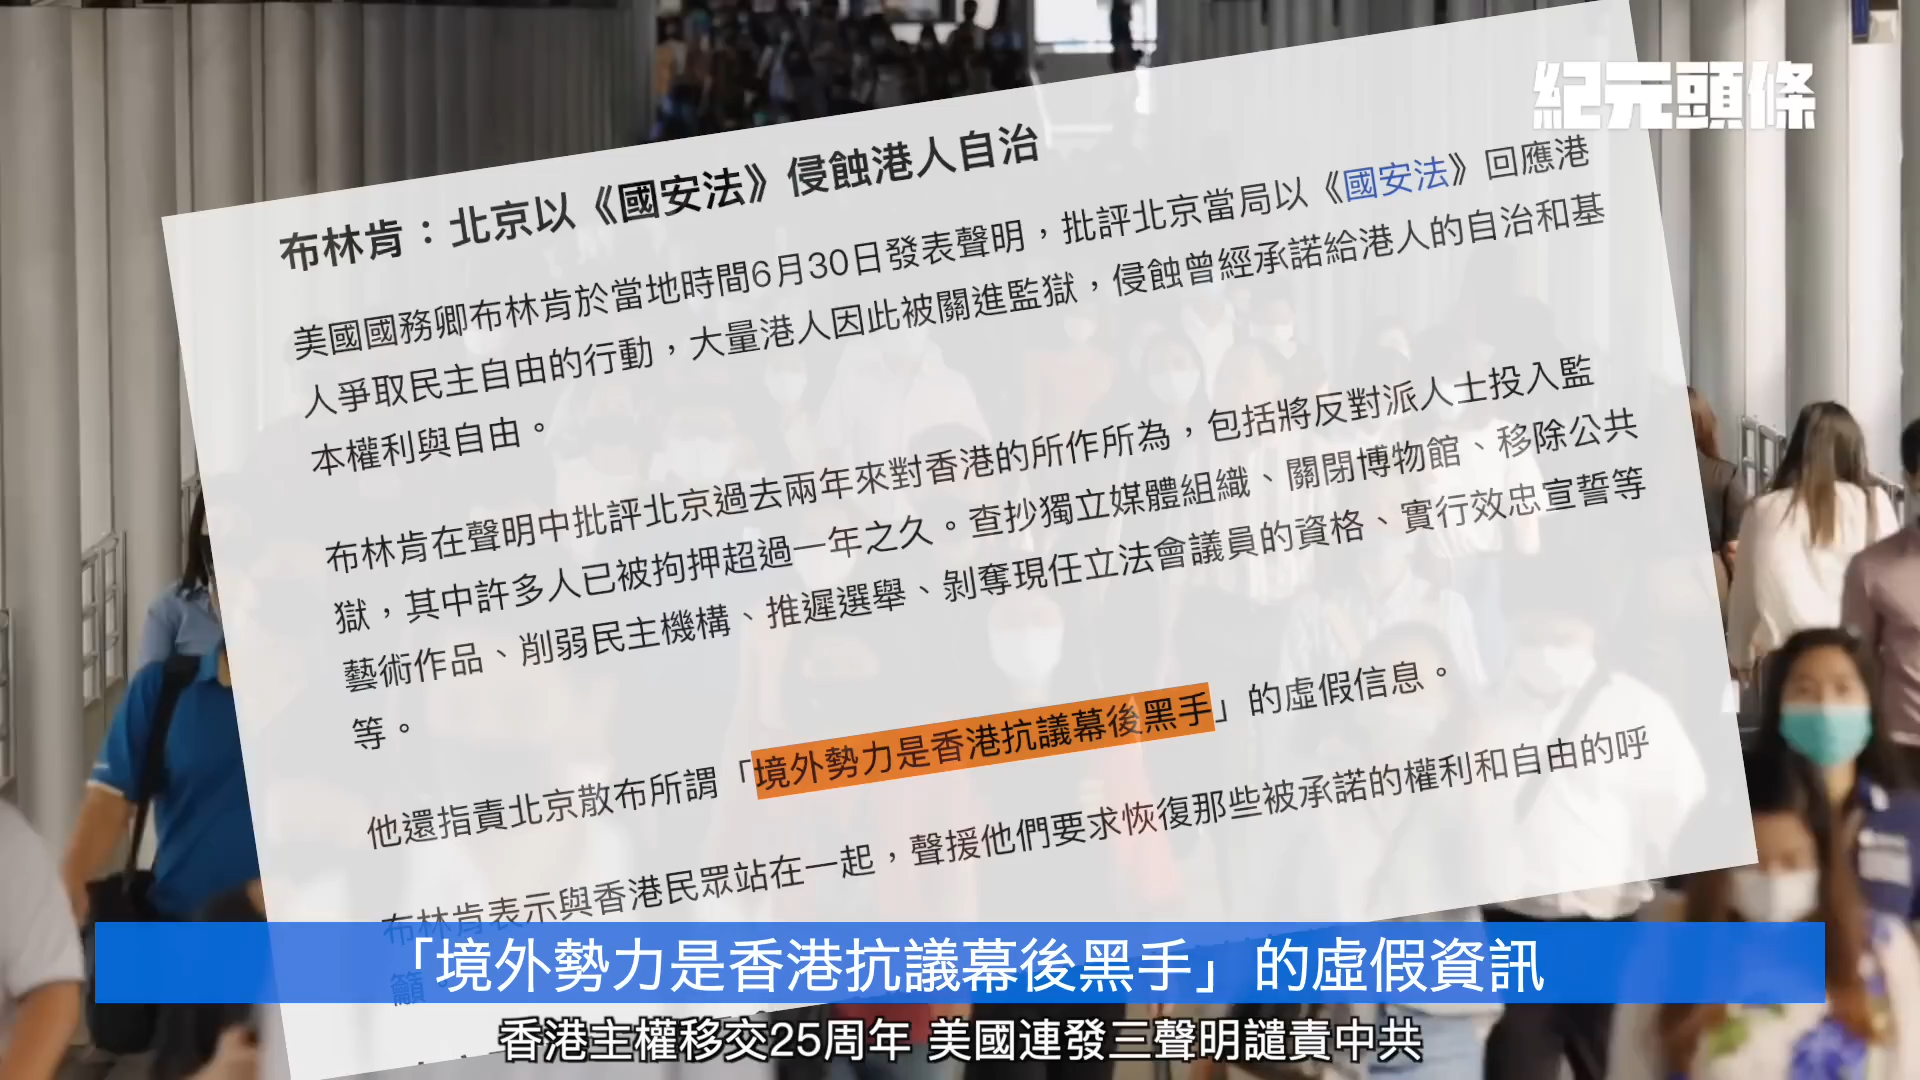 紀元頭條
布林肯：北京以《國安法》侵蝕港人自治
美國國務卿布林肯於當地時間6月30日發表聲明，批評北京當局以《國安法》回應港
人爭取民主自由的行動，大量港人因此被關進監獄，侵蝕曾經承諾給港人的自治和基
本權利與自由。
布林肯在聲明中批評北京過去兩年來對香港的所作所為，包括將反對派人士投入監
獄，其中許多人已被拘押超過一年之久。查抄獨立媒體組織、關閉博物館、移除公共
藝術作品、削弱民主機構、推遲選舉、剝奪現任立法會議員的資格、實行效忠宣誓等
等。
他還指責北京散布所謂「境外勢力是香港抗議幕後黑手」的虛假信息。
布林肯表示與香港民眾站在一起，聲援他們要求恢復那些被承諾的權利和自由的呼
籲
「境外勢力是香港抗議幕後黑手」的虛假資訊
香港主權移交25周年 美國連發三聲明譴責中共